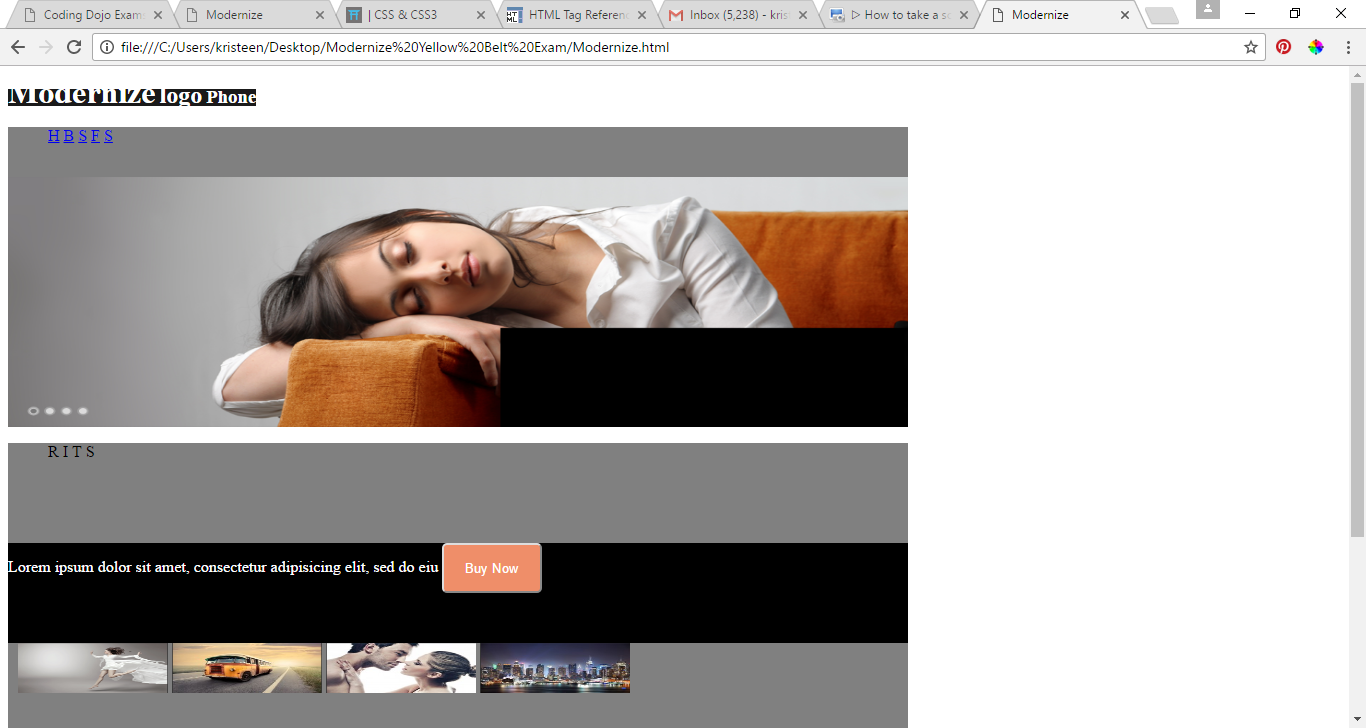 Coding Dojo Exam
Modernize
| CSS & CSS3
HTML Tag Referen
Inbox (5,238) - kris
▷ How to take a sc
Modernize
file:///C:/Users/kristeen/Desktop/Modernize%20Yellow%20Belt%20Exam/Modernize.html
Modernize logo Phone
H B S F S
R I T S
Lorem ipsum dolor sit amet, consectetur adipisicing elit, sed do eiu Buy Now